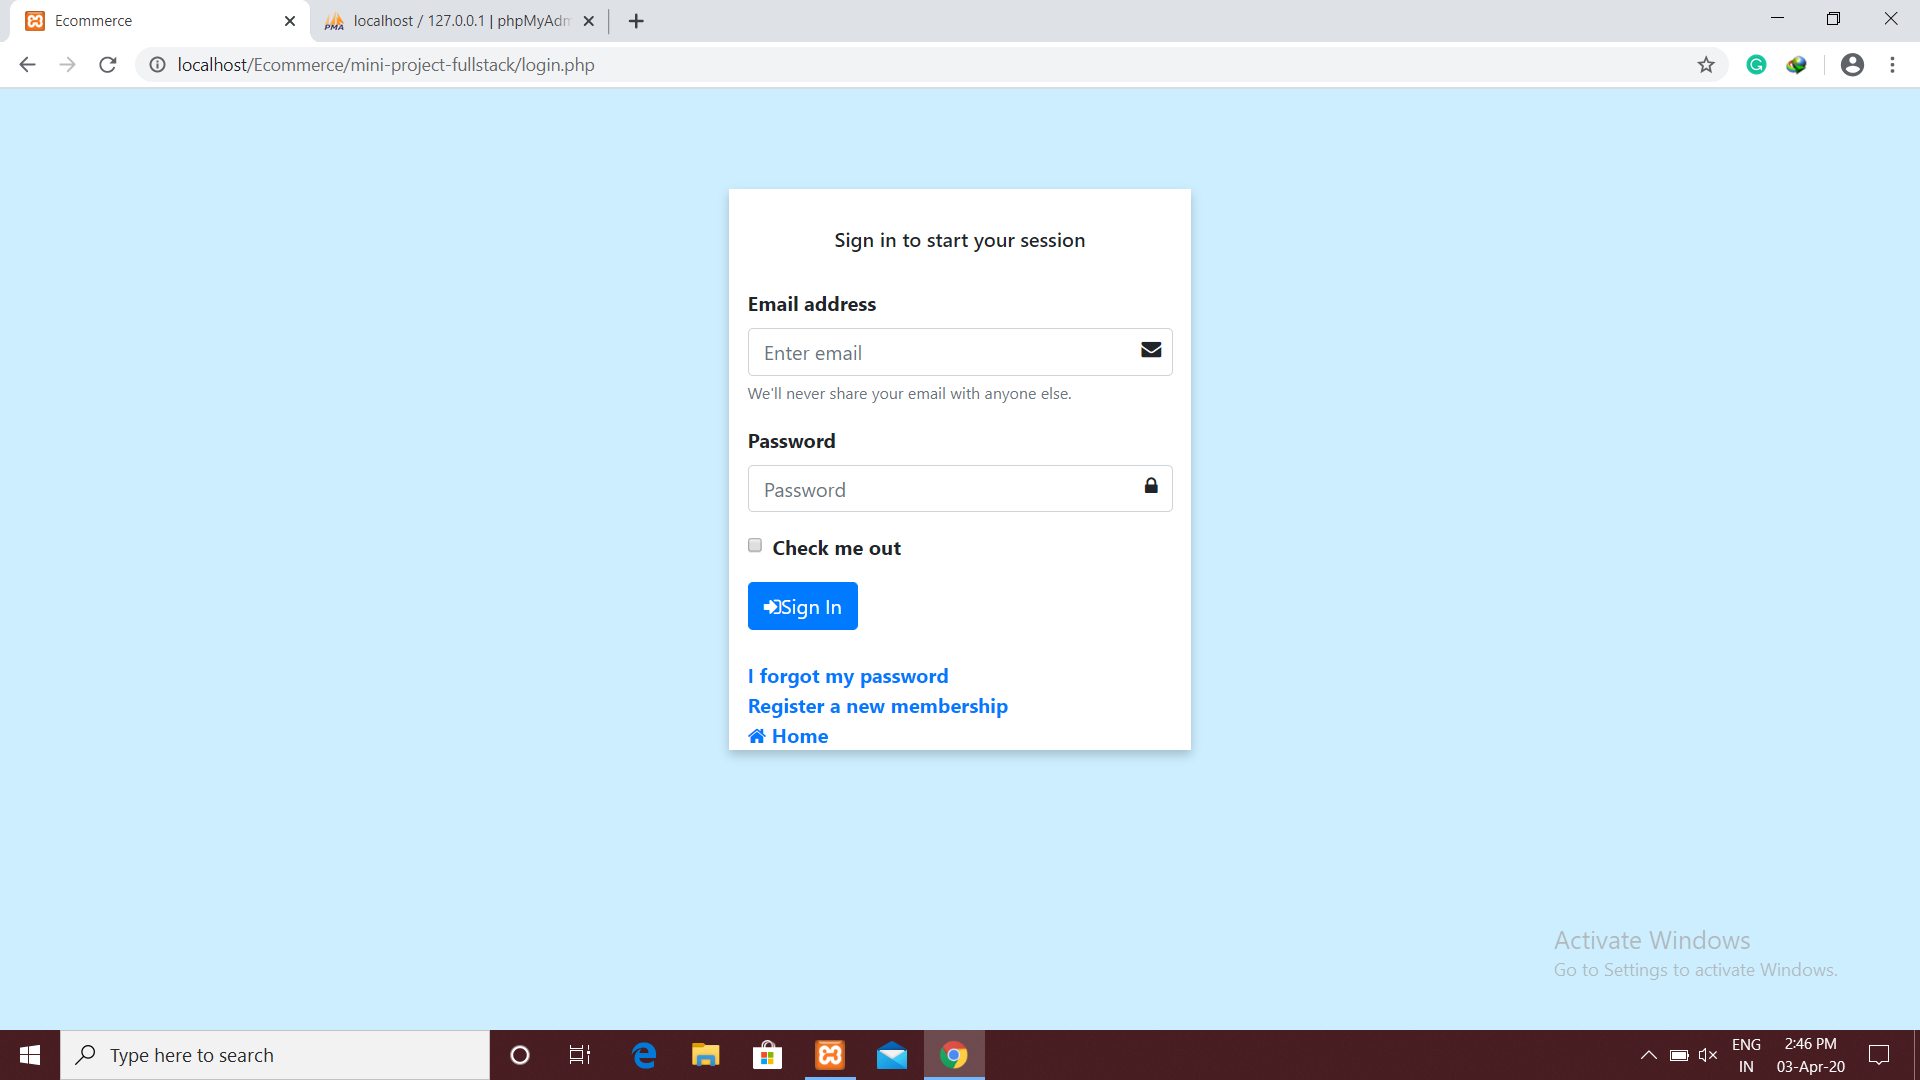 Ecommerce
localhost / 127.0.0.1 | phpMyAdm
localhost/Ecommerce/mini-project-fullstack/login.php
Sign in to start your session
Email address
Enter email
We'll never share your email with anyone else.
Password
Password
Check me out
Sign In
I forgot my password
Register a new membership
Home
Activate Windows
Go to Settings to activate Windows.
Type here to search
ENG
IN
2:46 PM
03-Apr-20